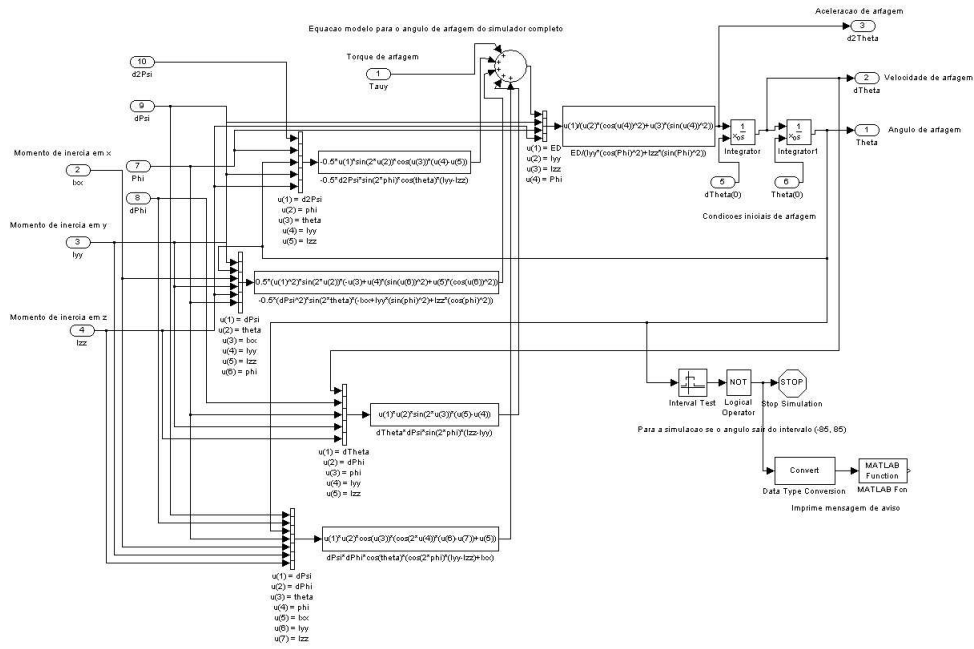 Aceleracao de arfagem
3
d2Theta
Equacao modelo para o angulo de arfagem do simulador completo
Torque de arfagem
1
Tauy
10
d2Psi
2
Velocidade de arfagem
dTheta
9
dPsi
u(1)/(u(2)*(cos(u(4))^2)+u(3)*(sin(u(4))^2))
ED/(Iyy*(cos(Phi)^2)+Izz*(sin(Phi)^2))
1
xo s
Integrator
1
xo s
Integrator1
1
Angulo de arfagem
Theta
u(1) = ED
u(2) = Iyy
u(3) = Izz
u(4) = Phi
Momento de inercia em x
2
Ixx
7
Phi
-0.5*u(1)*sin(2*u(2))*cos(u(3))*(u(4)-u(5))
-0.5*d2Psi*sin(2*phi)*cos(theta)*(Iyy-Izz)
5
dTheta(0)
6
Theta(0)
8
dPhi
u(1) = d2Psi
u(2) = phi
u(3) = theta
u(4) = Iyy
u(5) = Izz
Condicoes iniciais de arfagem
Momento de inercia em y
3
Iyy
0.5*(u(1)^2)*sin(2*u(2))*(-u(3)+u(4)*(sin(u(6))^2)+u(5)*(cos(u(6))^2))
-0.5*(dPsi^2)*sin(2*theta)*(-Ixx+Iyy*(sin(phi)^2)+Izz*(cos(phi)^2))
Momento de inercia em z
4
Izz
u(1) = dPsi
u(2) = theta
u(3) = Ixx
u(4) = Iyy
u(5) = Izz
u(6) = phi
Interval Test
NOT
Logical
Operator
STOP
Stop Simulation
u(1)*u(2)*sin(2*u(3))*(u(5)-u(4))
dTheta*dPsi*sin(2*phi)*(Izz-Iyy)
Para a simulacao se o angulo sair do intervalo (-85, 85)
u(1) = dTheta
u(2) = dPhi
u(3) = phi
u(4) = Iyy
u(5) = Izz
Convert
Data Type Conversion
MATLAB
Function
MATLAB Fcn
Imprime mensagem de aviso
u(1)*u(2)*cos(u(3))*(cos(2*u(4))*(u(6)-u(7))+u(5))
dPsi*dPhi*cos(theta)*(cos(2*phi)*(Iyy-Izz)+Ixx)
u(1) = dPsi
u(2) = dPhi
u(3) = theta
u(4) = phi
u(5) = Ixx
u(6) = Iyy
u(7) = Izz